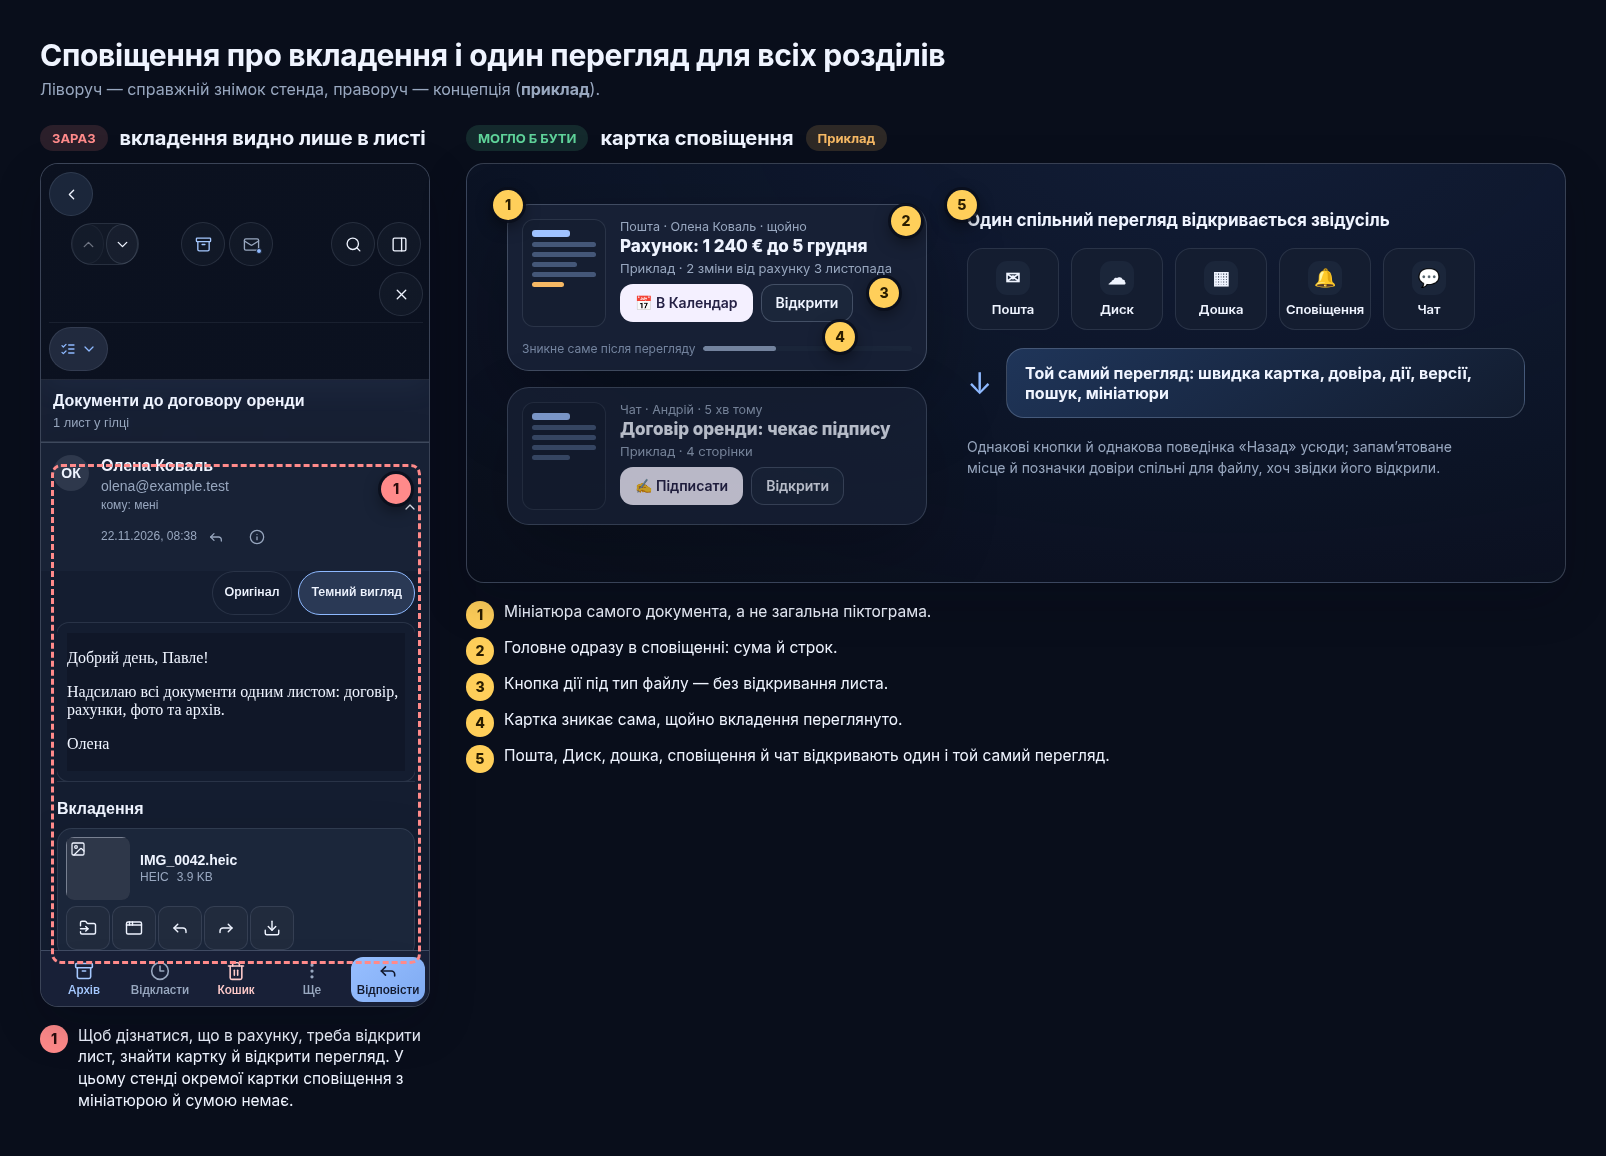 Сповіщення про вкладення і один перегляд для всіх розділів
Ліворуч — справжній знімок стенда, праворуч — концепція (приклад).
ЗАРАЗ вкладення видно лише в листі
Документи до договору оренди
1 лист у гілці
ОК
Олена Коваль
olena@example.test
кому: мені
1
22.11.2026, 08:38
Оригінал
Темний вигляд
Добрий день, Павле!
Надсилаю всі документи одним листом: договір,
рахунки, фото та архів.
Олена
Вкладення
IMG_0042.heic
HEIC 3.9 KB
Архів
Відкласти
Кошик
Ще
Відповісти
1 Щоб дізнатися, що в рахунку, треба відкрити
лист, знайти картку й відкрити перегляд. У
цьому стенді окремої картки сповіщення з
мініатюрою й сумою немає.
МОГЛО Б БУТИ картка сповіщення Приклад
1
2
Пошта · Олена Коваль · щойно
Рахунок: 1 240 € до 5 грудня
Приклад · 2 зміни від рахунку 3 листопада
3
📅 В Календар
Відкрити
4
Зникне саме після перегляду
Чат · Андрій · 5 хв тому
Договір оренди: чекає підпису
Приклад · 4 сторінки
✍ Підписати
Відкрити
5
Один спільний перегляд відкривається звідусіль
Пошта
Диск
Дошка
Сповіщення
Чат
↓
Той самий перегляд: швидка картка, довіра, дії, версії,
пошук, мініатюри
Однакові кнопки й однакова поведінка «Назад» усюди; запам’ятоване
місце й позначки довіри спільні для файлу, хоч звідки його відкрили.
1 Мініатюра самого документа, а не загальна піктограма.
2 Головне одразу в сповіщенні: сума й строк.
3 Кнопка дії під тип файлу — без відкривання листа.
4 Картка зникає сама, щойно вкладення переглянуто.
5 Пошта, Диск, дошка, сповіщення й чат відкривають один і той самий перегляд.